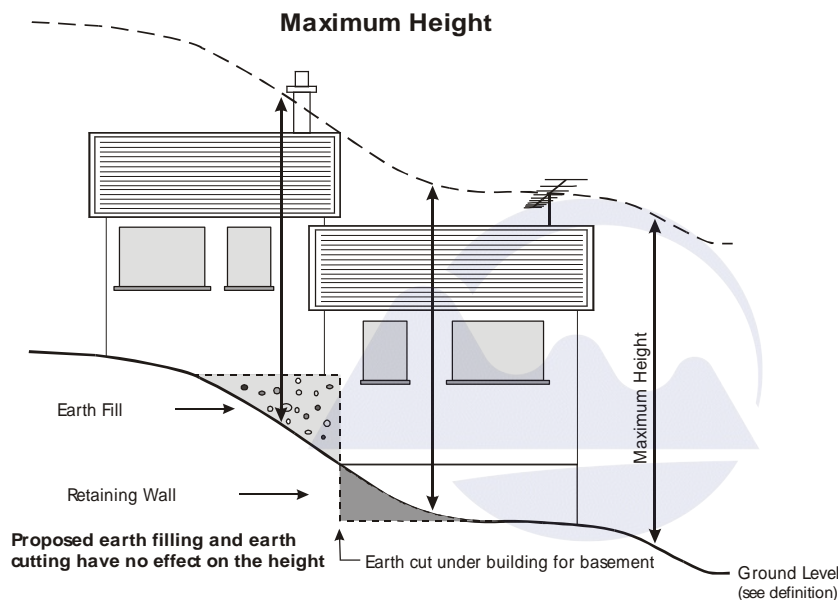 Maximum Height
Maximum Height
Earth Fill
Retaining Wall
Proposed earth filling and earth
cutting have no effect on the height
Earth cut under building for basement
Ground Level
(see definition)